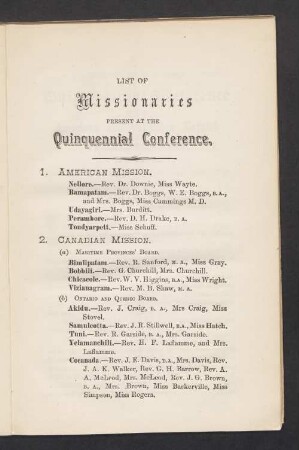 LIST OF
Missionaries
PRESENT AT THE
Quinquennial Conference.
1. AMERICAN MISSION.
Nellore.—Rev. Dr. Downie, Miss Wayte.
Ramapatam.—Rev. Dr. Boggs, W. E. Boggs, B.A.,
and Mrs. Boggs, Miss Cummings M. D.
Udayagiri.—Mrs. Burditt.
Perambore.—Rev. D. H. Drake, B. A.
Tondyarpett.—Miss Schuff.
2. CANADIAN MISSION.
(a) MARITIME PROVINCES' BOARD.
Bimlipatam.—Rev. R. Sanford, M. A., Miss Gray.
Bobbili.—Rev. G. Churchill, Mrs. Churchill.
Chicacole.—Rev. W. V. Higgins, B.A., Miss Wright.
Vizianagram.—Rev. M. B. Shaw, M. A.
(b) ONTARIO AND QUEBEC BOARD.
Akidu.—Rev. J. Craig, B. A., Mrs Craig, Miss
Stovel.
Samulcotta.—Rev. J. R. Stillwell, B.A., Miss Hatch.
Tuni.—Rev. R. Garside, B. A., Mrs. Garside.
Yelamanchili.—Rev. H. F. Laflamme, and Mrs.
Laflamme.
Cocanada.—Rev. J. E. Davis, B.A., Mrs. Davis, Rev.
J. A. K. Walker, Rev. G. H. Barrow, Rev. A.
A. McLeod, Mrs. McLeod, Rev. J. G. Brown,
B. A., Mrs. Brown, Miss Baskerville, Miss
Simpson, Miss Rogers.